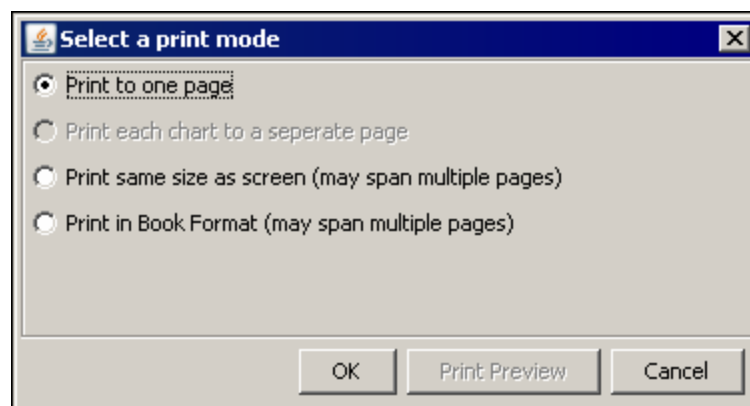 Select a print mode
Print to one page
Print each chart to a seperate page
Print same size as screen (may span multiple pages)
Print in Book Format (may span multiple pages)
OK Print Preview Cancel